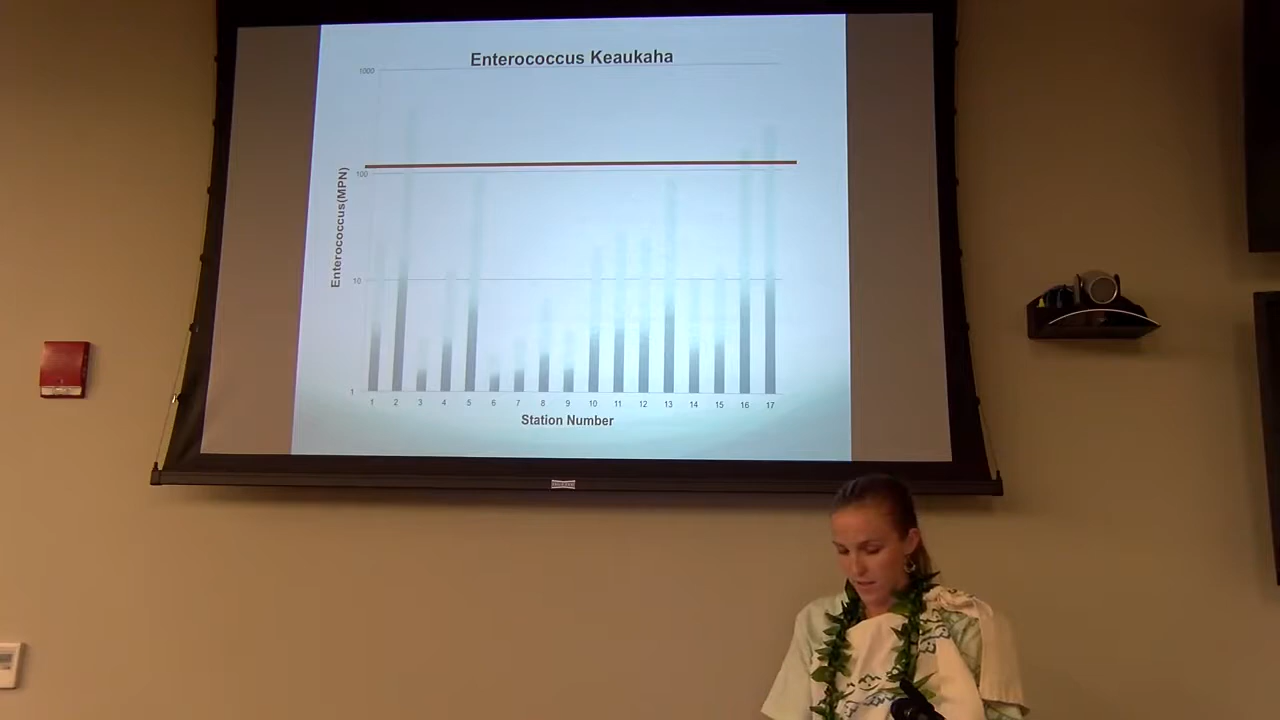 Enterococcus Keaukaha
1000
100
10
1
Enterococcus(MPN)
1 2 3 4 5 6 7 8 9 10 11 12 13 14 15 16 17
Station Number